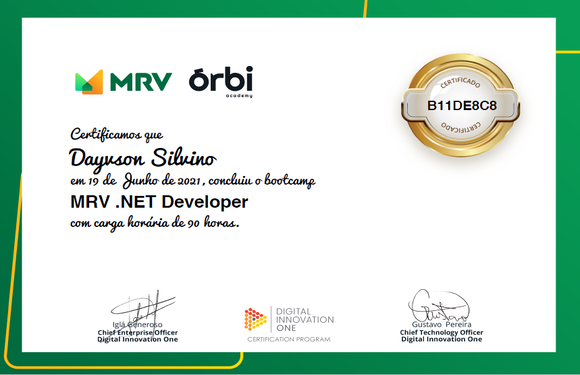 MRV órbi
academy
CERTIFICADO
B11DE8C8
CERTIFICADO
Certificamos que
Dayvson Silvino
em 19 de Junho de 2021, concluiu o bootcamp
MRV .NET Developer
com carga horária de 90 horas.
Iglá Generoso
Chief Enterprise Officer
Digital Innovation One
DIGITAL
INNOVATION
ONE
CERTIFICATION PROGRAM
Gustavo Pereira
Chief Technology Officer
Digital Innovation One